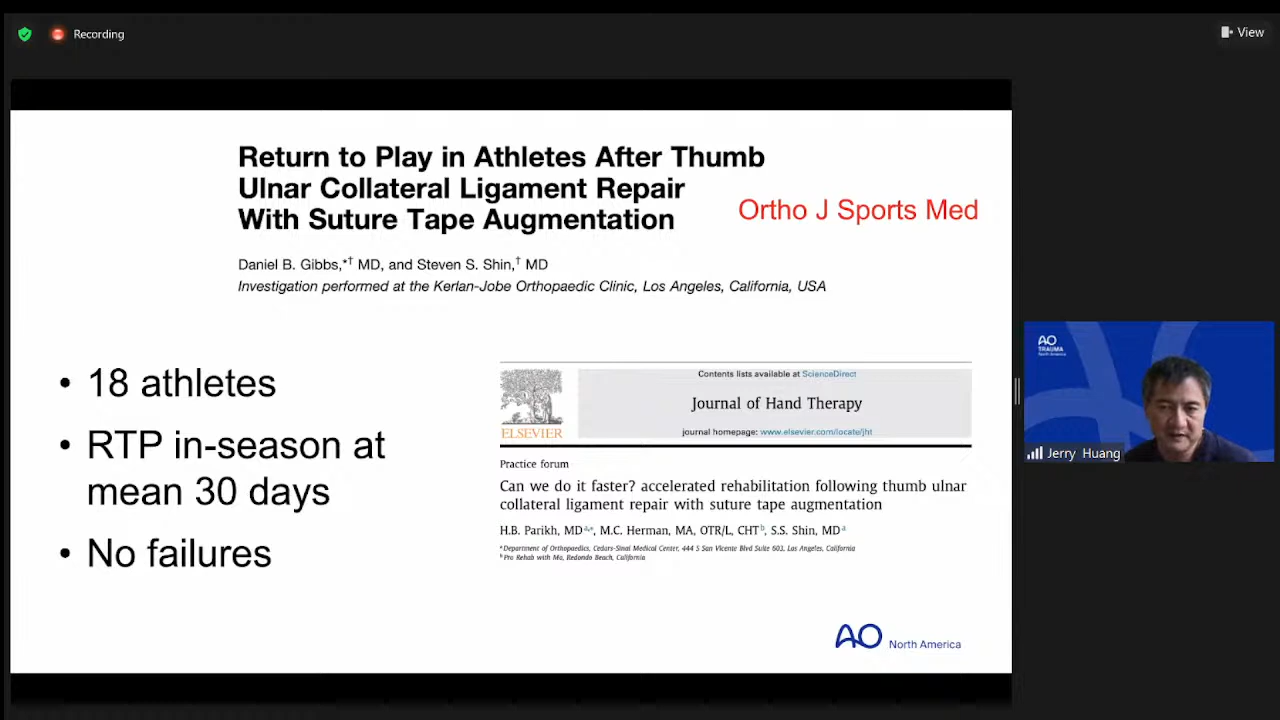 Recording
View
Return to Play in Athletes After Thumb
Ulnar Collateral Ligament Repair
With Suture Tape Augmentation
Ortho J Sports Med
Daniel B. Gibbs,*† MD, and Steven S. Shin,† MD
Investigation performed at the Kerlan-Jobe Orthopaedic Clinic, Los Angeles, California, USA
• 18 athletes
• RTP in-season at
mean 30 days
• No failures
Contents lists available at ScienceDirect
Journal of Hand Therapy
journal homepage: www.elsevier.com/locate/jht
ELSEVIER
Practice forum
Can we do it faster? accelerated rehabilitation following thumb ulnar
collateral ligament repair with suture tape augmentation
H.B. Parikh, MD a,*, M.C. Herman, MA, OTR/L, CHT b, S.S. Shin, MD a
a Department of Orthopaedics, Cedars-Sinai Medical Center, 444 S San Vicente Blvd Suite 603, Los Angeles, California
b Pro Rehab with Mo, Redondo Beach, California
AO North America
AO
TRAUMA
North America
Jerry Huang